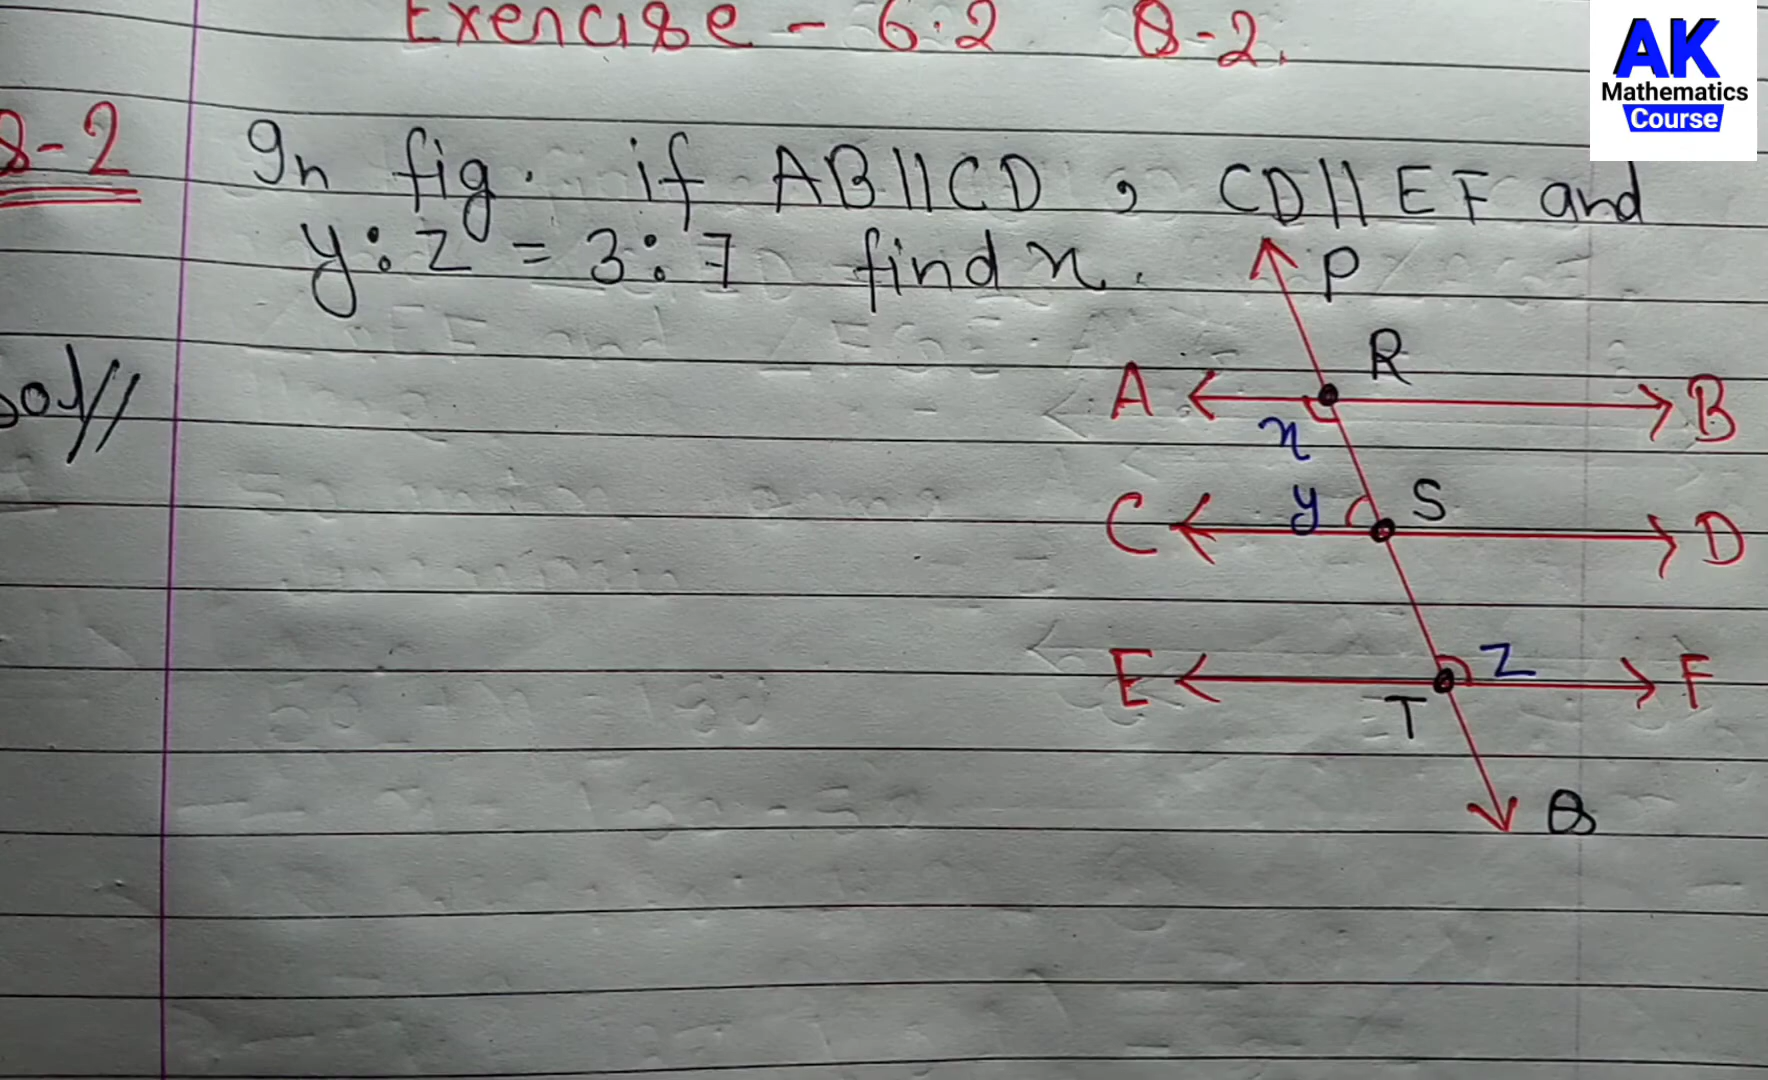 Exercise - 6.2 Q-2.
AK
Mathematics
Course
Q-2 In fig. if AB||CD, CD||EF and
y:z = 3:7 find x.
P
Sol//
R
A
B
x
C
y
S
D
E
z
F
T
Q